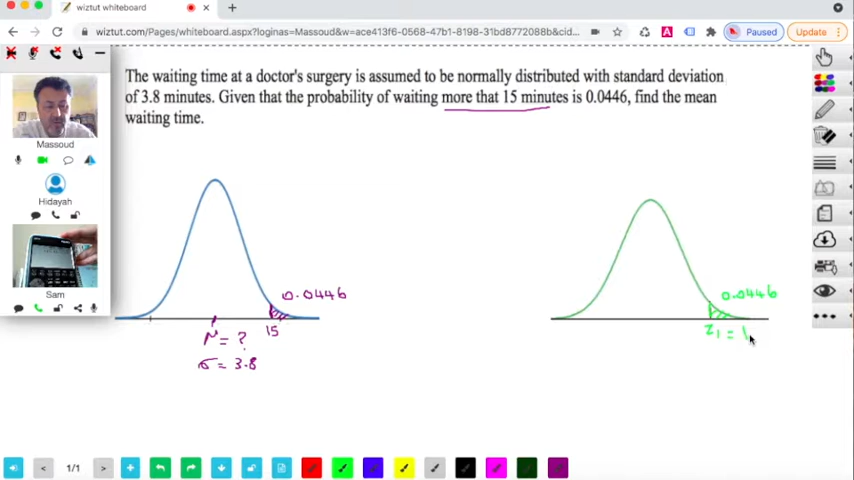 wiztut whiteboard
wiztut.com/Pages/whiteboard.aspx?loginas=Massoud&w=ace413f6-0568-47b1-8198-31bd8772088b&cid...
Paused
Update
The waiting time at a doctor's surgery is assumed to be normally distributed with standard deviation
of 3.8 minutes. Given that the probability of waiting more that 15 minutes is 0.0446, find the mean
waiting time.
Massoud
Hidayah
Sam
0.0446
15
μ = ?
σ = 3.8
0.0446
z₁ = 1
1/1